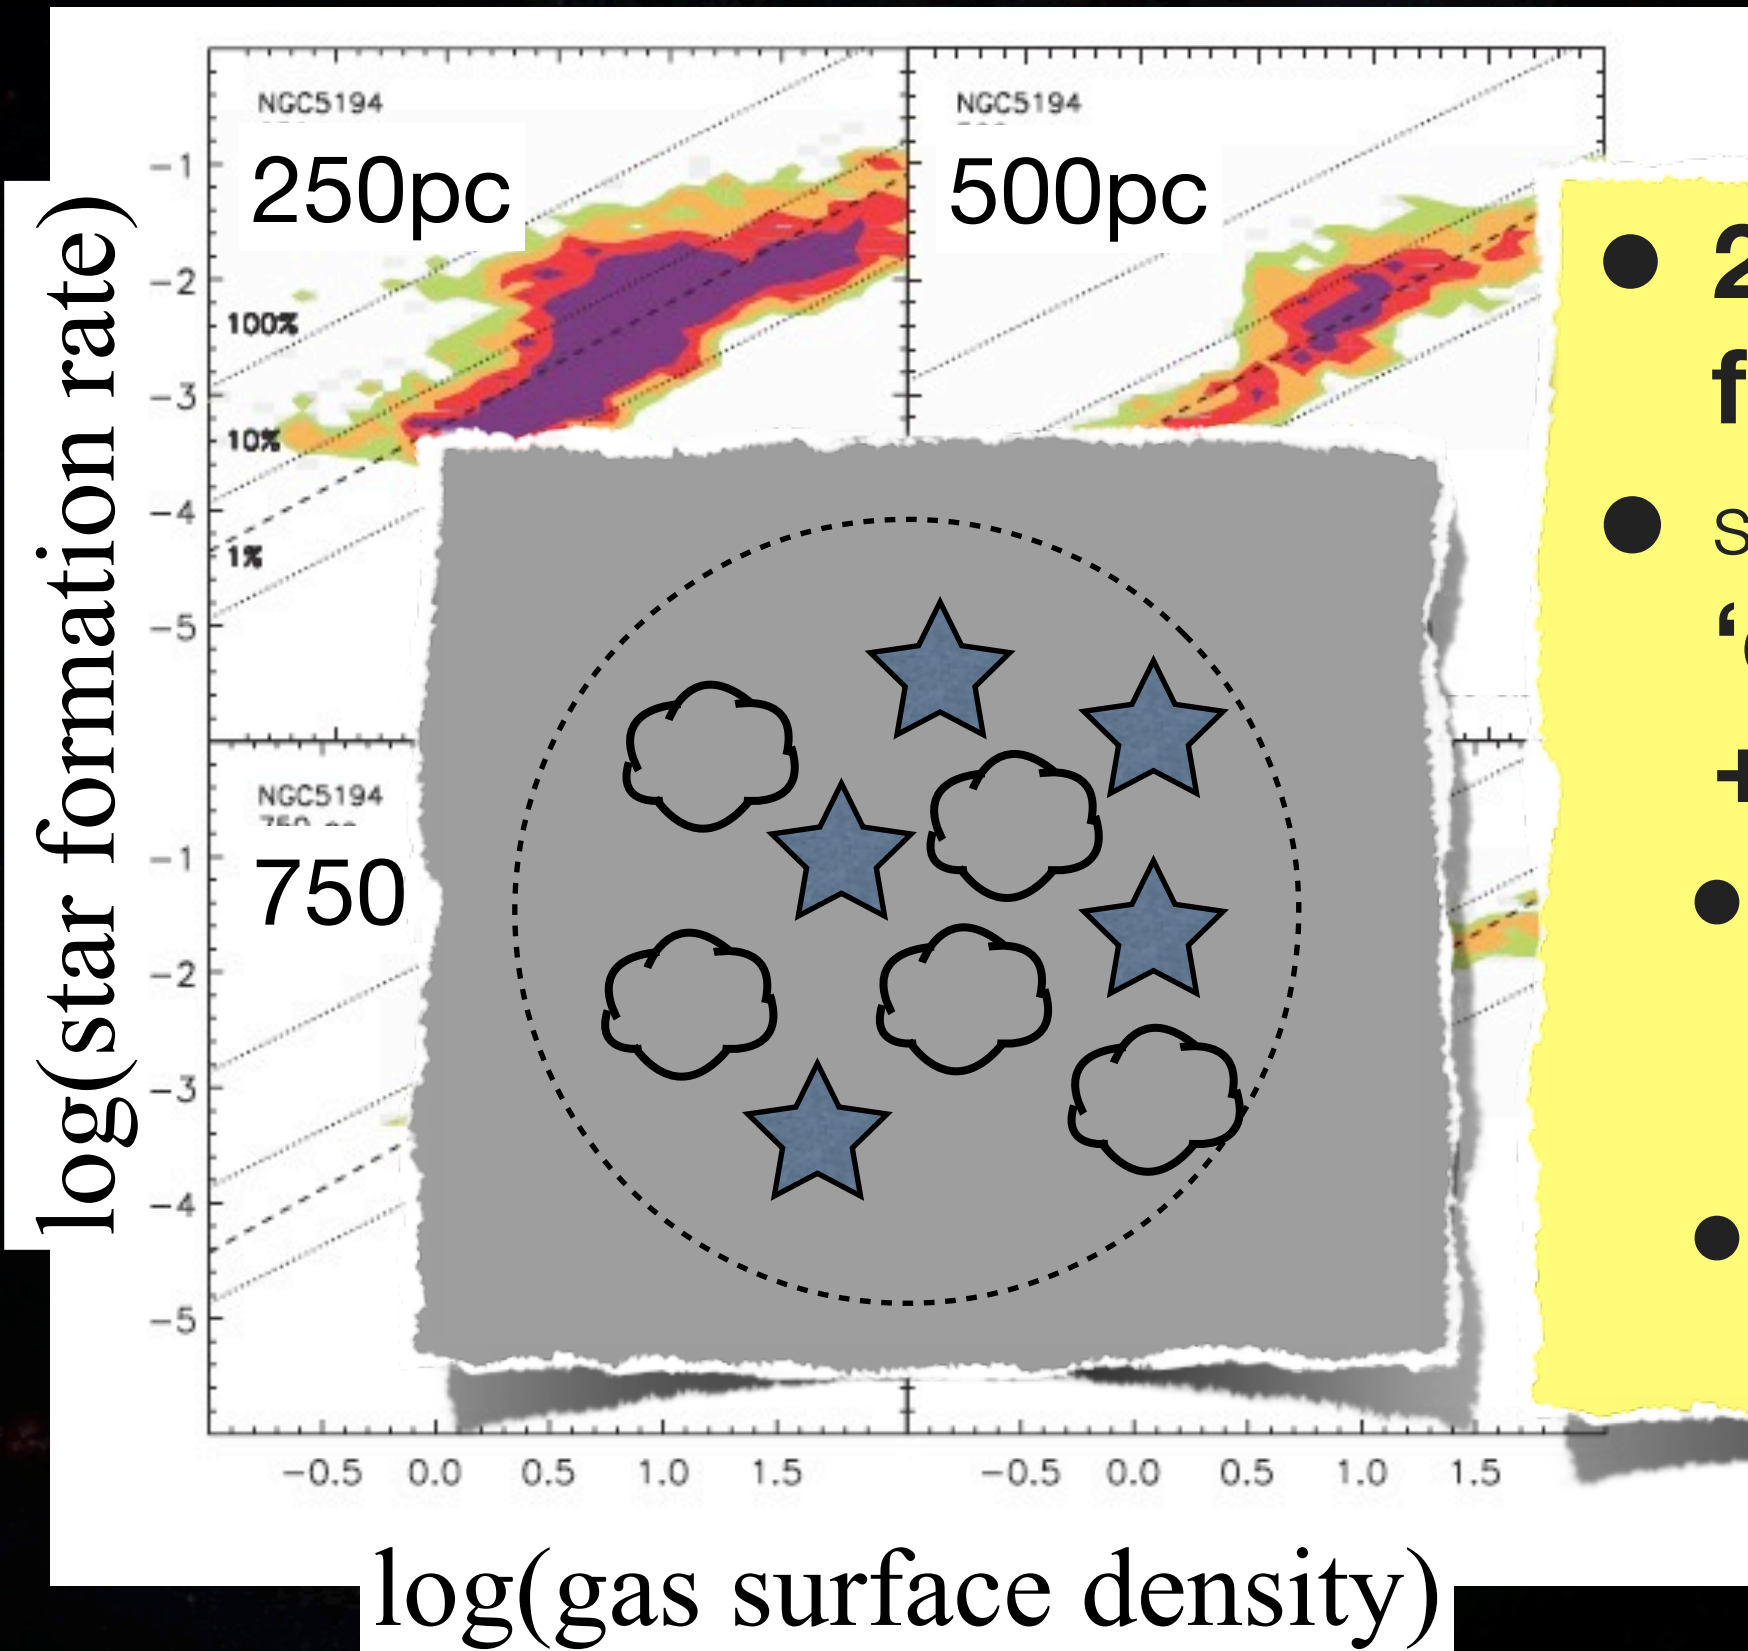 log(star formation rate)
NGC5194
250pc
100%
10%
1%
-1
-2
-3
-4
-5
NGC5194
500pc
NGC5194
750
-1
-2
-3
-4
-5
-0.5 0.0 0.5 1.0 1.5
-0.5 0.0 0.5 1.0 1.5
log(gas surface density)
• 2
f
• s
‘
+
•
•